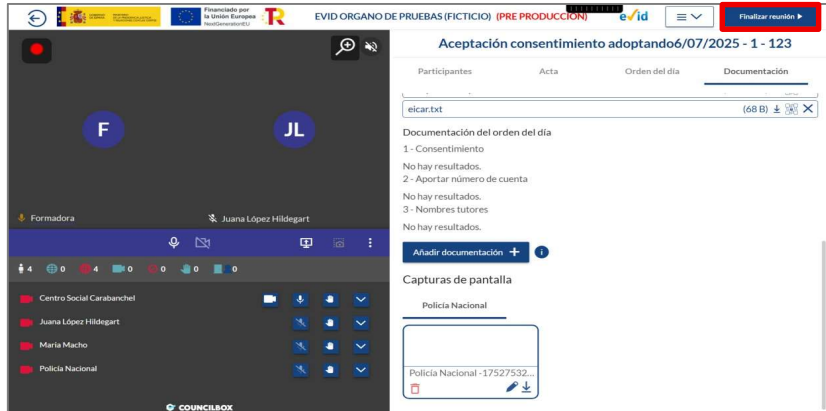 Financiado por
la Unión Europea
NextGenerationEU
EVID ORGANO DE PRUEBAS (FICTICIO) (PRE PRODUCCIÓN)
evid
Finalizar reunión
Aceptación consentimiento adoptando6/07/2025 - 1 - 123
Participantes Acta Orden del día Documentación
eicar.txt (68 B)
Documentación del orden del día
1 - Consentimiento
No hay resultados.
2 - Aportar número de cuenta
No hay resultados.
3 - Nombres tutores
No hay resultados.
Añadir documentación + i
Capturas de pantalla
Policía Nacional
Policía Nacional -17527532...
F JL
Formadora Juana López Hildegart
4 0 4 0 0 0 0
Centro Social Carabanchel
Juana López Hildegart
Maria Macho
Policía Nacional
COUNCILBOX